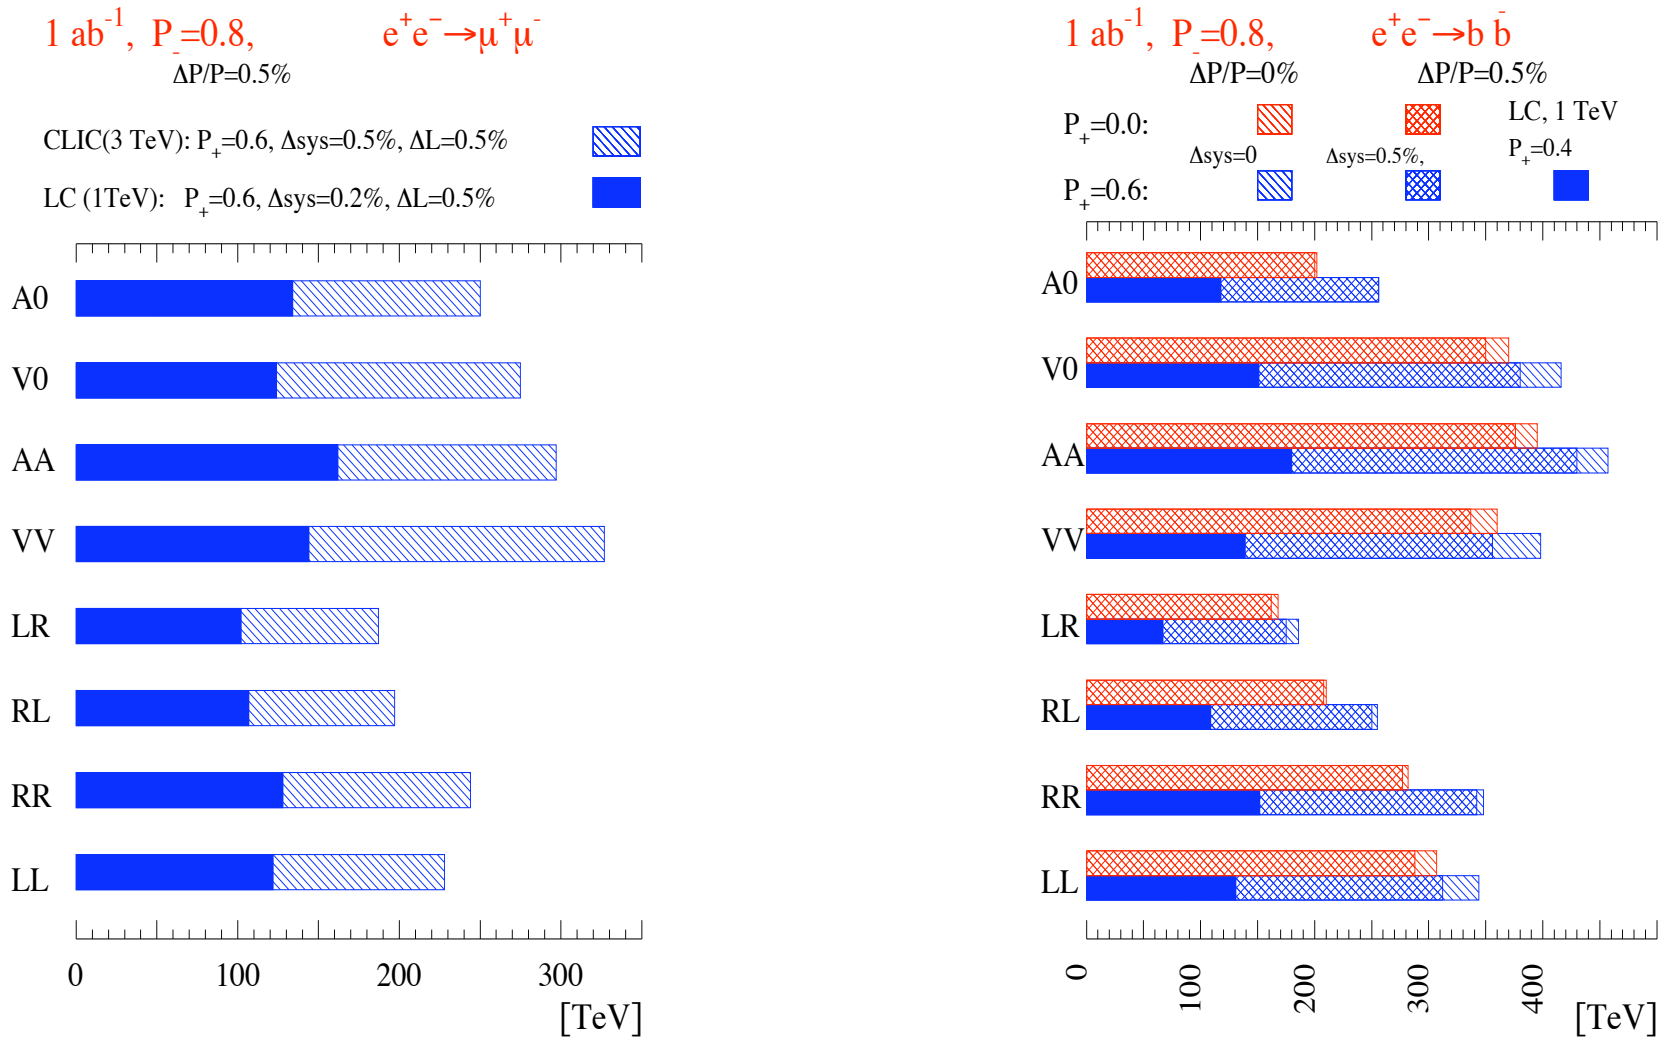 1 ab⁻¹, P₋=0.8, e⁺e⁻→μ⁺μ⁻
ΔP/P=0.5%
CLIC(3 TeV): P₊=0.6, Δsys=0.5%, ΔL=0.5%
LC (1TeV): P₊=0.6, Δsys=0.2%, ΔL=0.5%
A0
V0
AA
VV
LR
RL
RR
LL
0 100 200 300
[TeV]
1 ab⁻¹, P₋=0.8, e⁺e⁻→b b̄
ΔP/P=0% ΔP/P=0.5%
P₊=0.0: LC, 1 TeV
Δsys=0 Δsys=0.5%, P₊=0.4
P₊=0.6:
A0
V0
AA
VV
LR
RL
RR
LL
0 100 200 300 400
[TeV]